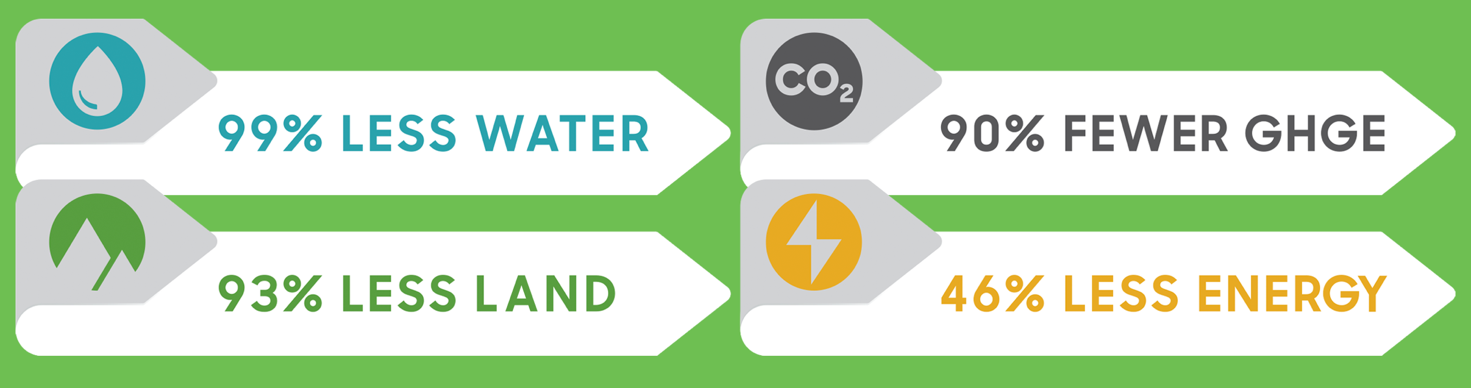 99% LESS WATER
CO₂
90% FEWER GHGE
93% LESS LAND
46% LESS ENERGY